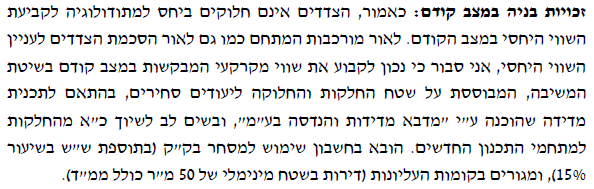 זכויות בניה במצב קודם: כאמור, הצדדים אינם חלוקים ביחס למתודולוגיה לקביעת
השווי היחסי במצב הקודם. לאור מורכבות המתחם כמו גם לאור הסכמת הצדדים לעניין
השווי היחסי, אני סבור כי נכון לקבוע את שווי מקרקעי המבקשות במצב קודם בשיטת
המשיבה, המבוססת על שטח החלקות והחלוקה ליעודים סחירים, בהתאם לתכנית
מדידה שהוכנה ע״י ״מדבא מדידות והנדסה בע״מ״, ובשים לב לשיוך כ״א מהחלקות
למתחמי התכנון החדשים. הובא בחשבון שימוש למסחר בק״ק (בתוספת ש״ש בשיעור
15%), ומגורים בקומות העליונות (דירות בשטח מינימלי של 50 מ״ר כולל ממ״ד).